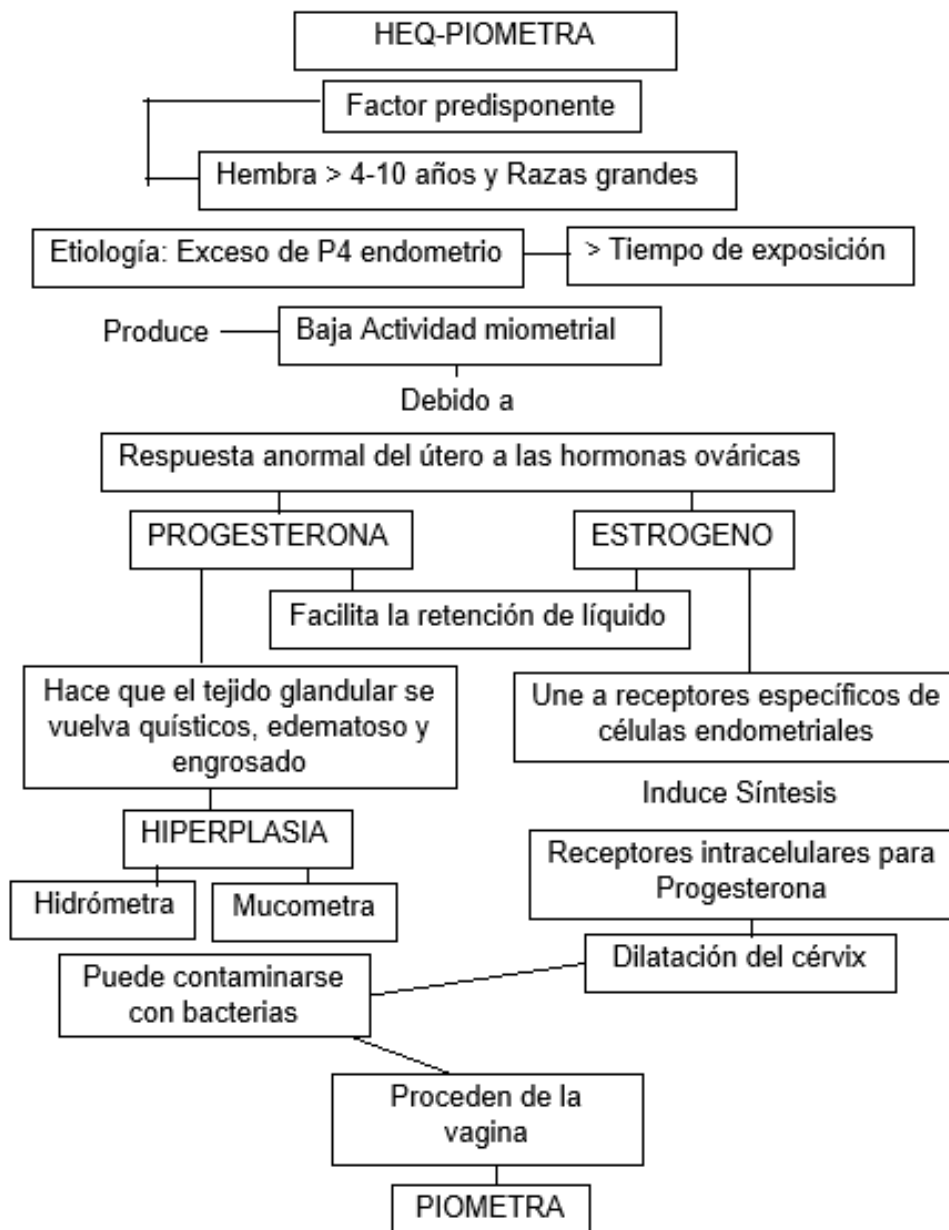 HEQ-PIOMETRA
Factor predisponente
Hembra > 4-10 años y Razas grandes
Etiología: Exceso de P4 endometrio
> Tiempo de exposición
Produce
Baja Actividad miometrial
Debido a
Respuesta anormal del útero a las hormonas ováricas
PROGESTERONA
ESTROGENO
Facilita la retención de líquido
Hace que el tejido glandular se
vuelva quísticos, edematoso y
engrosado
Une a receptores específicos de
células endometriales
Induce Síntesis
HIPERPLASIA
Receptores intracelulares para
Progesterona
Hidrómetra
Mucometra
Dilatación del cérvix
Puede contaminarse
con bacterias
Proceden de la
vagina
PIOMETRA